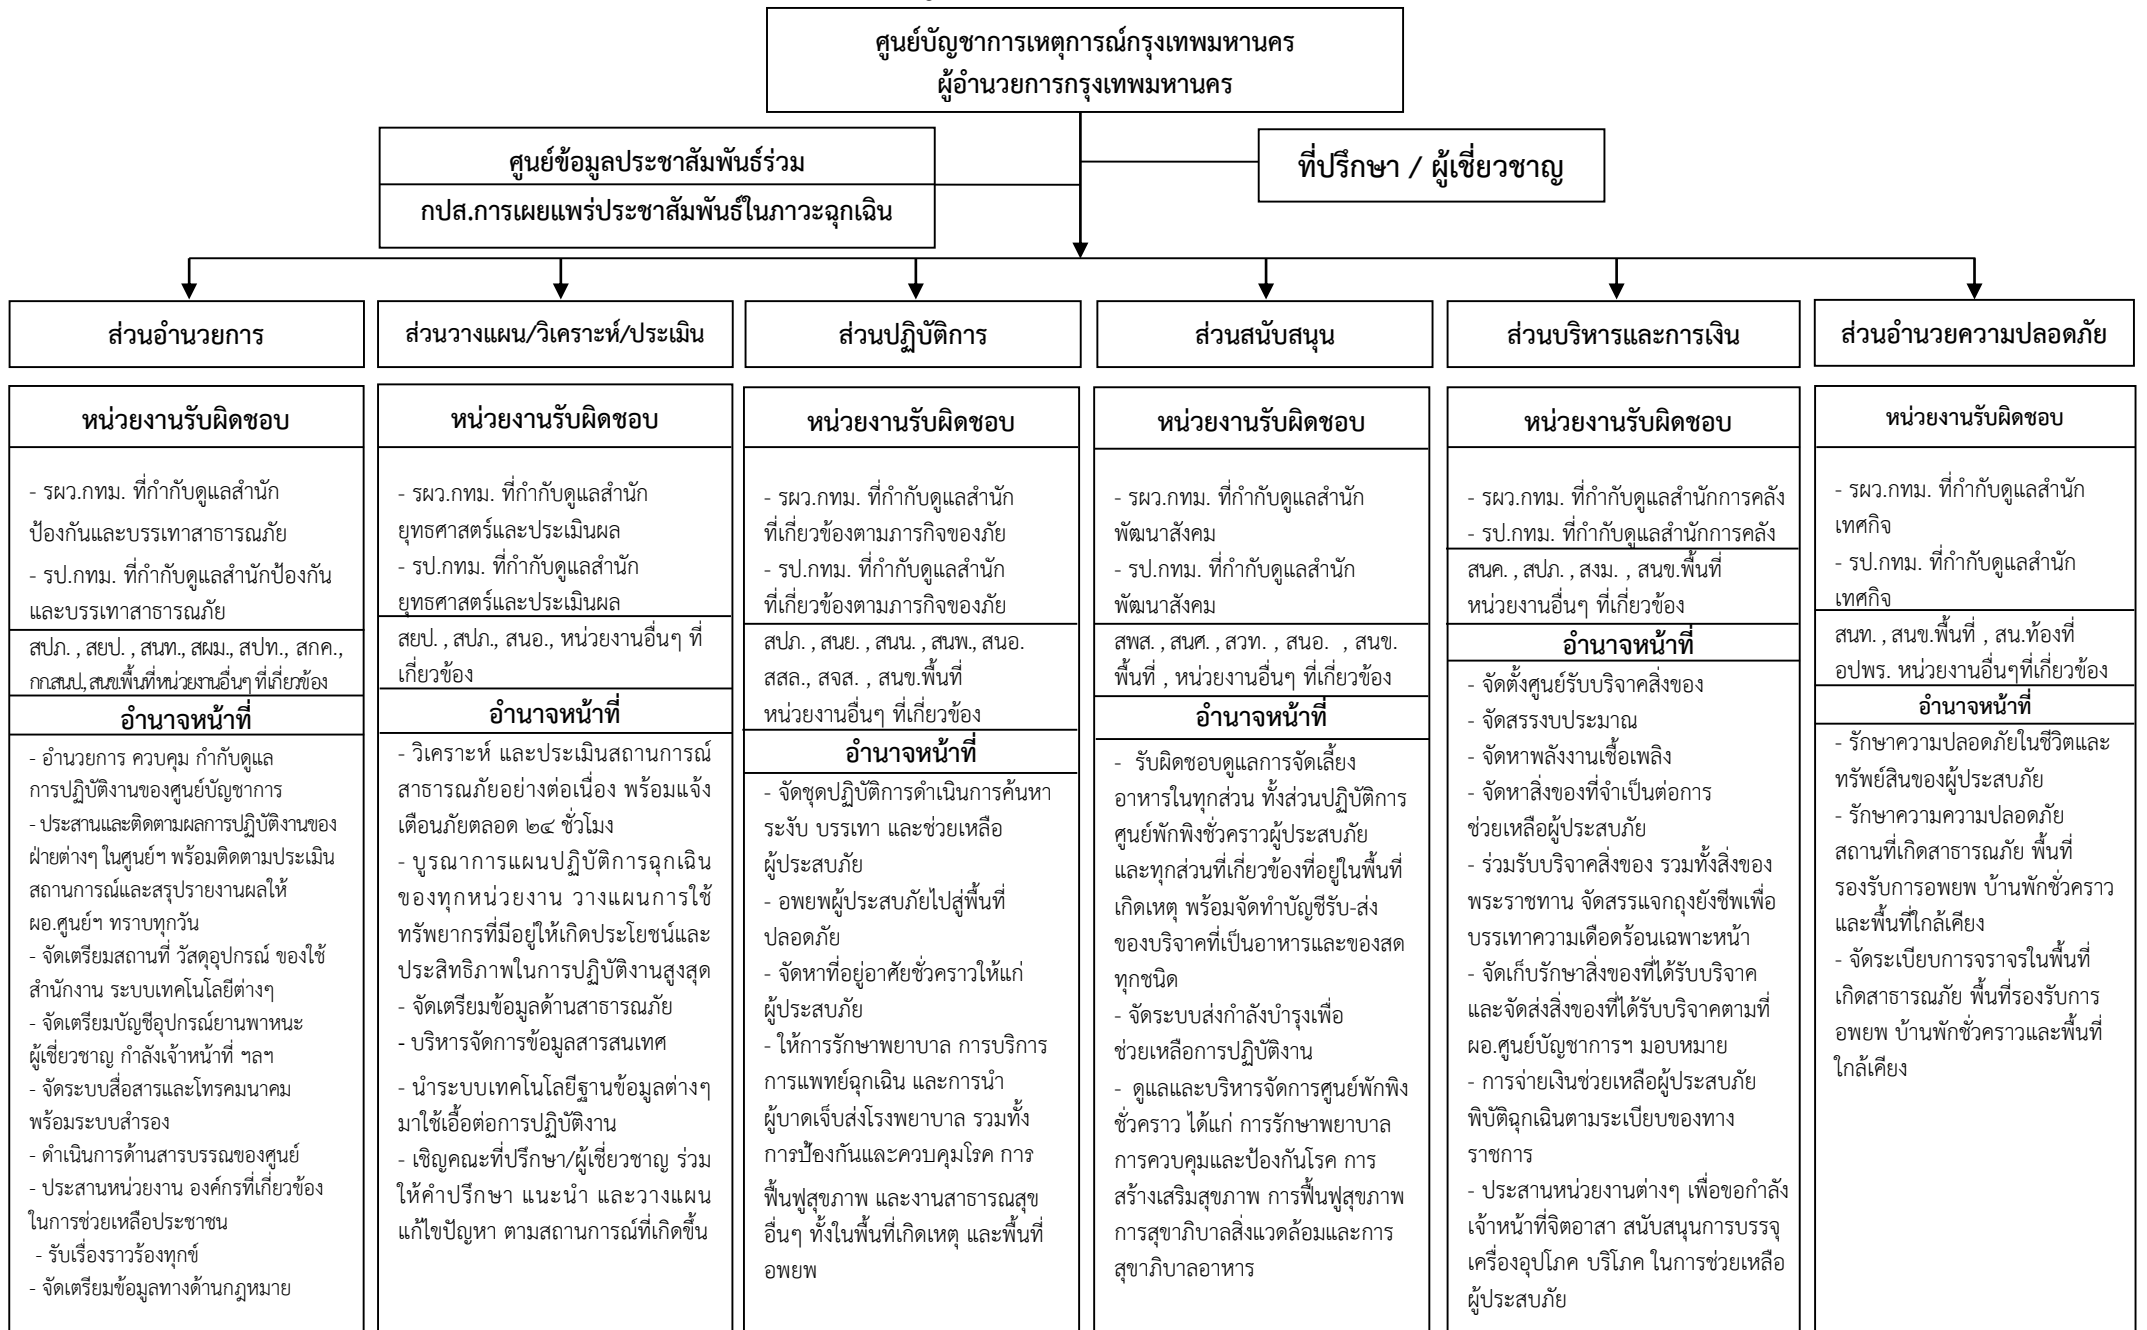 ศูนย์บัญชาการเหตุการณ์กรุงเทพมหานคร
ผู้อำนวยการกรุงเทพมหานคร
ศูนย์ข้อมูลประชาสัมพันธ์ร่วม
กปส.การเผยแพร่ประชาสัมพันธ์ในภาวะฉุกเฉิน
ที่ปรึกษา / ผู้เชี่ยวชาญ
ส่วนอำนวยการ
หน่วยงานรับผิดชอบ
- รผว.กทม. ที่กำกับดูแลสำนัก
ป้องกันและบรรเทาสาธารณภัย
- รป.กทม. ที่กำกับดูแลสำนักป้องกัน
และบรรเทาสาธารณภัย
สปภ. , สยป. , สนท., สผม., สปท., สกค.,
กก.สนป., สนข.พื้นที่หน่วยงานอื่นๆ ที่เกี่ยวข้อง
อำนาจหน้าที่
- อำนวยการ ควบคุม กำกับดูแล
การปฏิบัติงานของศูนย์บัญชาการ
- ประสานและติดตามผลการปฏิบัติงานของ
ฝ่ายต่างๆ ในศูนย์ฯ พร้อมติดตามประเมิน
สถานการณ์และสรุปรายงานผลให้
ผอ.ศูนย์ฯ ทราบทุกวัน
- จัดเตรียมสถานที่ วัสดุอุปกรณ์ ของใช้
สำนักงาน ระบบเทคโนโลยีต่างๆ
- จัดเตรียมบัญชีอุปกรณ์ยานพาหนะ
ผู้เชี่ยวชาญ กำลังเจ้าหน้าที่ ฯลฯ
- จัดระบบสื่อสารและโทรคมนาคม
พร้อมระบบสำรอง
- ดำเนินการด้านสารบรรณของศูนย์
- ประสานหน่วยงาน องค์กรที่เกี่ยวข้อง
ในการช่วยเหลือประชาชน
- รับเรื่องราวร้องทุกข์
- จัดเตรียมข้อมูลทางด้านกฎหมาย
ส่วนวางแผน/วิเคราะห์/ประเมิน
หน่วยงานรับผิดชอบ
- รผว.กทม. ที่กำกับดูแลสำนัก
ยุทธศาสตร์และประเมินผล
- รป.กทม. ที่กำกับดูแลสำนัก
ยุทธศาสตร์และประเมินผล
สยป. , สปภ., สนอ., หน่วยงานอื่นๆ ที่
เกี่ยวข้อง
อำนาจหน้าที่
- วิเคราะห์ และประเมินสถานการณ์
สาธารณภัยอย่างต่อเนื่อง พร้อมแจ้ง
เตือนภัยตลอด ๒๔ ชั่วโมง
- บูรณาการแผนปฏิบัติการฉุกเฉิน
ของทุกหน่วยงาน วางแผนการใช้
ทรัพยากรที่มีอยู่ให้เกิดประโยชน์และ
ประสิทธิภาพในการปฏิบัติงานสูงสุด
- จัดเตรียมข้อมูลด้านสาธารณภัย
- บริหารจัดการข้อมูลสารสนเทศ
- นำระบบเทคโนโลยีฐานข้อมูลต่างๆ
มาใช้เอื้อต่อการปฏิบัติงาน
- เชิญคณะที่ปรึกษา/ผู้เชี่ยวชาญ ร่วม
ให้คำปรึกษา แนะนำ และวางแผน
แก้ไขปัญหา ตามสถานการณ์ที่เกิดขึ้น
ส่วนปฏิบัติการ
หน่วยงานรับผิดชอบ
- รผว.กทม. ที่กำกับดูแลสำนัก
ที่เกี่ยวข้องตามภารกิจของภัย
- รป.กทม. ที่กำกับดูแลสำนัก
ที่เกี่ยวข้องตามภารกิจของภัย
สปภ. , สนย. , สนน. , สนพ., สนอ.
สสล., สจส. , สนข.พื้นที่
หน่วยงานอื่นๆ ที่เกี่ยวข้อง
อำนาจหน้าที่
- จัดชุดปฏิบัติการดำเนินการค้นหา
ระงับ บรรเทา และช่วยเหลือ
ผู้ประสบภัย
- อพยพผู้ประสบภัยไปสู่พื้นที่
ปลอดภัย
- จัดหาที่อยู่อาศัยชั่วคราวให้แก่
ผู้ประสบภัย
- ให้การรักษาพยาบาล การบริการ
การแพทย์ฉุกเฉิน และการนำ
ผู้บาดเจ็บส่งโรงพยาบาล รวมทั้ง
การป้องกันและควบคุมโรค การ
ฟื้นฟูสุขภาพ และงานสาธารณสุข
อื่นๆ ทั้งในพื้นที่เกิดเหตุ และพื้นที่
อพยพ
ส่วนสนับสนุน
หน่วยงานรับผิดชอบ
- รผว.กทม. ที่กำกับดูแลสำนัก
พัฒนาสังคม
- รป.กทม. ที่กำกับดูแลสำนัก
พัฒนาสังคม
สพส. , สนศ. , สวท. , สนอ. , สนข.
พื้นที่ , หน่วยงานอื่นๆ ที่เกี่ยวข้อง
อำนาจหน้าที่
- รับผิดชอบดูแลการจัดเลี้ยง
อาหารในทุกส่วน ทั้งส่วนปฏิบัติการ
ศูนย์พักพิงชั่วคราวผู้ประสบภัย
และทุกส่วนที่เกี่ยวข้องที่อยู่ในพื้นที่
เกิดเหตุ พร้อมจัดทำบัญชีรับ-ส่ง
ของบริจาคที่เป็นอาหารและของสด
ทุกชนิด
- จัดระบบส่งกำลังบำรุงเพื่อ
ช่วยเหลือการปฏิบัติงาน
- ดูแลและบริหารจัดการศูนย์พักพิง
ชั่วคราว ได้แก่ การรักษาพยาบาล
การควบคุมและป้องกันโรค การ
สร้างเสริมสุขภาพ การฟื้นฟูสุขภาพ
การสุขาภิบาลสิ่งแวดล้อมและการ
สุขาภิบาลอาหาร
ส่วนบริหารและการเงิน
หน่วยงานรับผิดชอบ
- รผว.กทม. ที่กำกับดูแลสำนักการคลัง
- รป.กทม. ที่กำกับดูแลสำนักการคลัง
สนค. , สปภ. , สงม. , สนข.พื้นที่
หน่วยงานอื่นๆ ที่เกี่ยวข้อง
อำนาจหน้าที่
- จัดตั้งศูนย์รับบริจาคสิ่งของ
- จัดสรรงบประมาณ
- จัดหาพลังงานเชื้อเพลิง
- จัดหาสิ่งของที่จำเป็นต่อการ
ช่วยเหลือผู้ประสบภัย
- ร่วมรับบริจาคสิ่งของ รวมทั้งสิ่งของ
พระราชทาน จัดสรรแจกถุงยังชีพเพื่อ
บรรเทาความเดือดร้อนเฉพาะหน้า
- จัดเก็บรักษาสิ่งของที่ได้รับบริจาค
และจัดส่งสิ่งของที่ได้รับบริจาคตามที่
ผอ.ศูนย์บัญชาการฯ มอบหมาย
- การจ่ายเงินช่วยเหลือผู้ประสบภัย
พิบัติฉุกเฉินตามระเบียบของทาง
ราชการ
- ประสานหน่วยงานต่างๆ เพื่อขอกำลัง
เจ้าหน้าที่จิตอาสา สนับสนุนการบรรจุ
เครื่องอุปโภค บริโภค ในการช่วยเหลือ
ผู้ประสบภัย
ส่วนอำนวยความปลอดภัย
หน่วยงานรับผิดชอบ
- รผว.กทม. ที่กำกับดูแลสำนัก
เทศกิจ
- รป.กทม. ที่กำกับดูแลสำนัก
เทศกิจ
สนท. , สนข.พื้นที่ , สน.ท้องที่
อปพร. หน่วยงานอื่นๆที่เกี่ยวข้อง
อำนาจหน้าที่
- รักษาความปลอดภัยในชีวิตและ
ทรัพย์สินของผู้ประสบภัย
- รักษาความความปลอดภัย
สถานที่เกิดสาธารณภัย พื้นที่
รองรับการอพยพ บ้านพักชั่วคราว
และพื้นที่ใกล้เคียง
- จัดระเบียบการจราจรในพื้นที่
เกิดสาธารณภัย พื้นที่รองรับการ
อพยพ บ้านพักชั่วคราวและพื้นที่
ใกล้เคียง